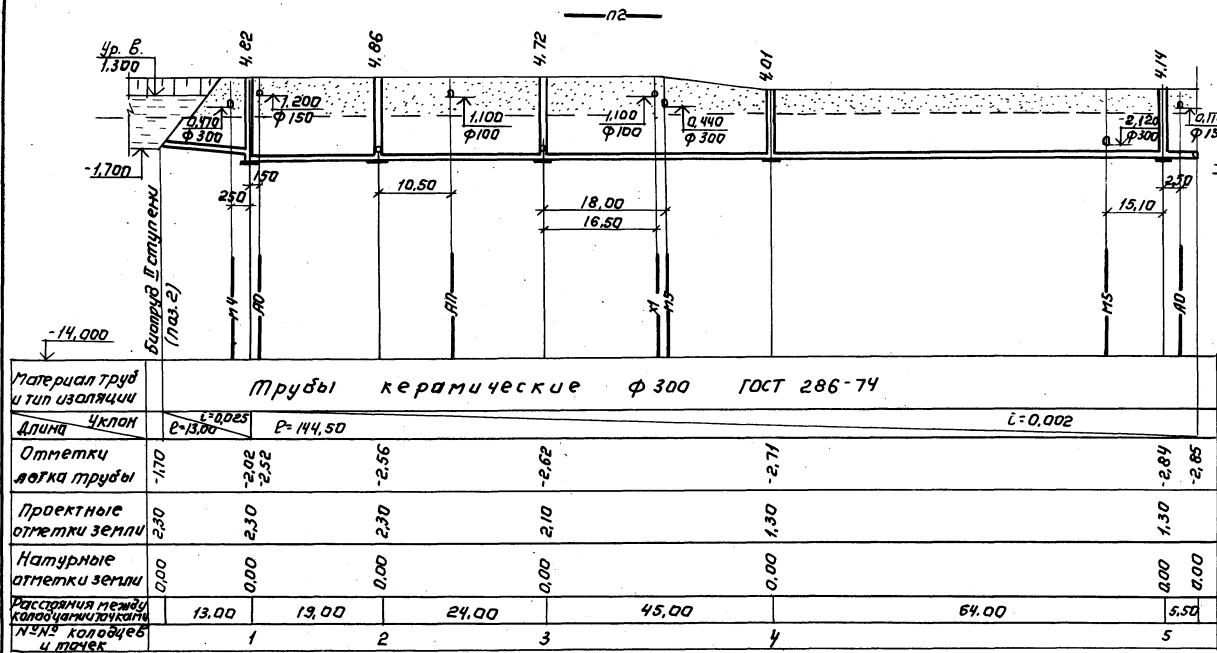 п2
4,82
4,86
4,72
4,01
4,14
Ур. В.
1.300
0,470
ф 300
1.200
ф 150
1,100
ф100
1,100
ф100
0,440
ф300
-2,120
ф300
-1,700
150
250
10,50
18,00
16,50
15,10
2,50
Биопруд II ступени
(поз. 2)
М4
А0
АП
Х1
М5
М5
А0
-14,000
Материал труб
и тип изоляции
Трубы керамические ф 300 ГОСТ 286-74
Длина Уклон
ℓ=13,00 i=0,025
ℓ=144,50
i=0,002
Отметки
лотка трубы
-1,70 -2,02 -2,52 -2,56 -2,62 -2,71 -2,84 -2,85
Проектные
отметки земли
2,30 2,30 2,30 2,10 1,30 1,30
Натурные
отметки земли
0,00 0,00 0,00 0,00 0,00 0,00 0,00
Расстояния между
колодцами и точками
13.00 19,00 24,00 45,00 64.00 5,50
№№ колодцев
и точек
1 2 3 4 5